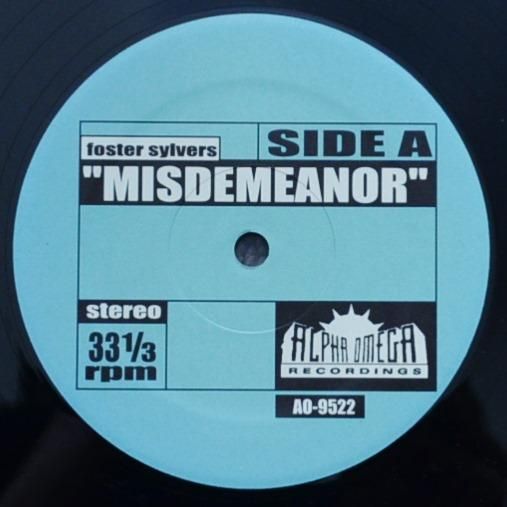 SIDE A
foster sylvers
"MISDEMEANOR"
stereo
33 1/3
rpm
ALPHA OMEGA
RECORDINGS
AO-9522